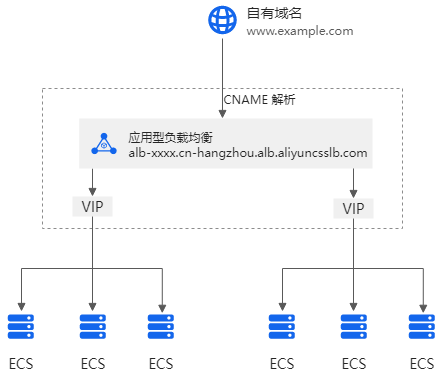 自有域名
www.example.com
CNAME 解析
应用型负载均衡
alb-xxxx.cn-hangzhou.alb.aliyuncsslb.com
VIP
VIP
ECS
ECS
ECS
ECS
ECS
ECS